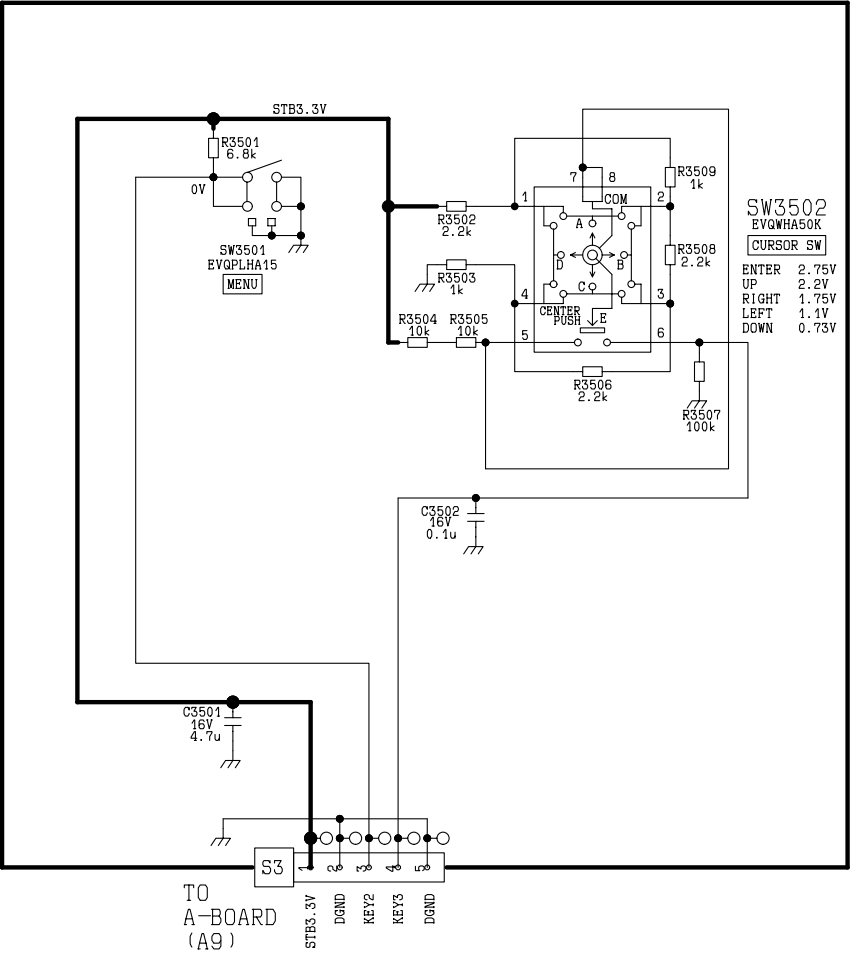 STB3.3V
R3501
6.8k
0V
SW3501
EVQPLHA15
MENU
7
8
R3509
1k
1
COM
2
R3502
2.2k
A
SW3502
EVQWHA50K
CURSOR SW
D
B
R3508
2.2k
R3503
1k
C
ENTER 2.75V
UP 2.2V
RIGHT 1.75V
LEFT 1.1V
DOWN 0.73V
4
3
CENTER
PUSH
E
R3504
10k
R3505
10k
5
6
R3506
2.2k
R3507
100k
C3502
16V
0.1u
C3501
16V
4.7u
S3
1
2
3
4
5
TO
A-BOARD
(A9)
STB3.3V
DGND
KEY2
KEY3
DGND